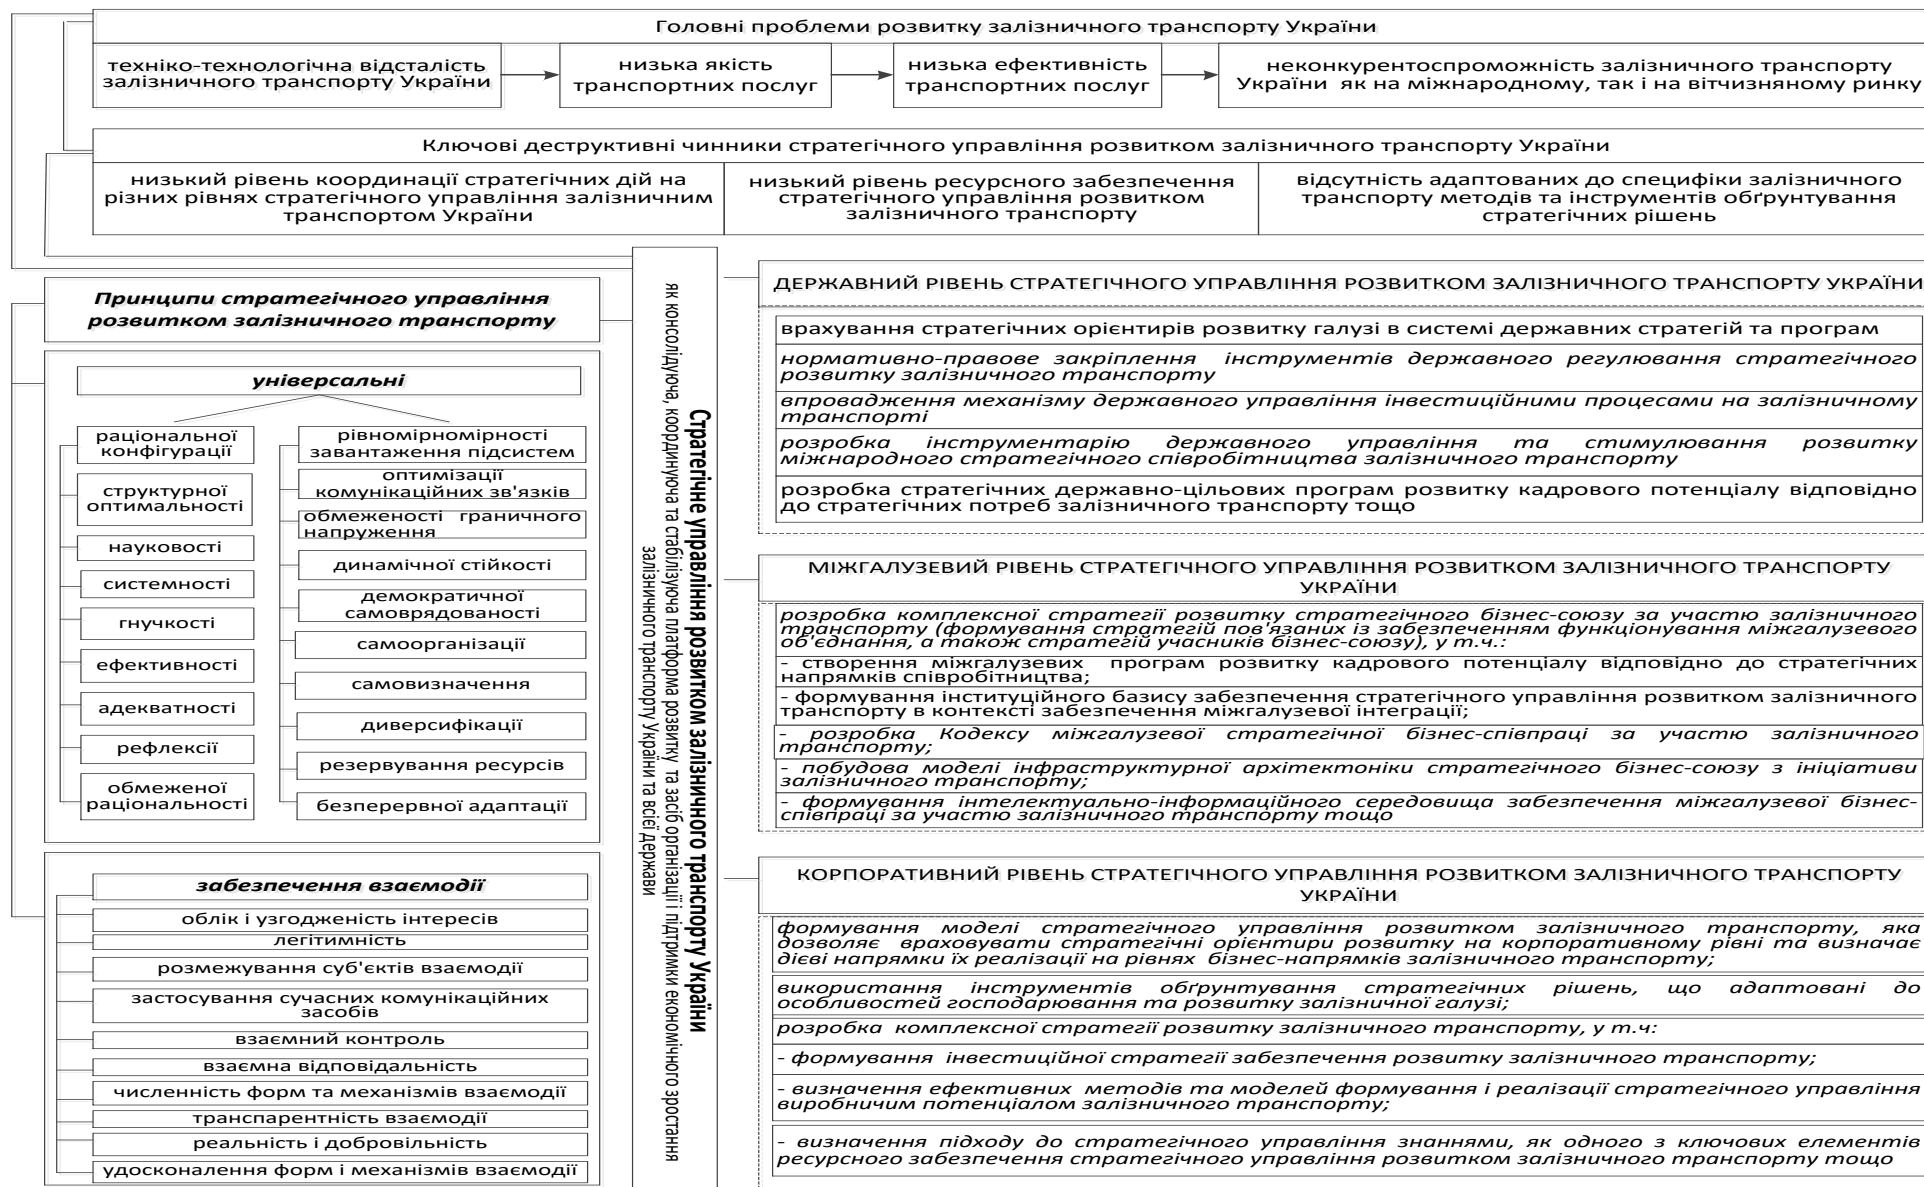 Головні проблеми розвитку залізничного транспорту України
техніко-технологічна відсталість
залізничного транспорту України
низька якість
транспортних послуг
низька ефективність
транспортних послуг
неконкурентоспроможність залізничного транспорту
України як на міжнародному, так і на вітчизняному ринку
Ключові деструктивні чинники стратегічного управління розвитком залізничного транспорту України
низький рівень координації стратегічних дій на
різних рівнях стратегічного управління залізничним
транспортом України
низький рівень ресурсного забезпечення
стратегічного управління розвитком
залізничного транспорту
відсутність адаптованих до специфіки залізничного
транспорту методів та інструментів обґрунтування
стратегічних рішень
Принципи стратегічного управління
розвитком залізничного транспорту
універсальні
раціональної
конфігурації
структурної
оптимальності
науковості
системності
гнучкості
ефективності
адекватності
рефлексії
обмеженої
раціональності
рівномірномірності
завантаження підсистем
оптимізації
комунікаційних зв'язків
обмеженості граничного
напруження
динамічної стійкості
демократичної
самоврядованості
самоорганізації
самовизначення
диверсифікації
резервування ресурсів
безперервної адаптації
забезпечення взаємодії
облік і узгодженість інтересів
легітимність
розмежування суб'єктів взаємодії
застосування сучасних комунікаційних
засобів
взаємний контроль
взаємна відповідальність
численність форм та механізмів взаємодії
транспарентність взаємодії
реальність і добровільність
удосконалення форм і механізмів взаємодії
Стратегічне управління розвитком залізничного транспорту України
як консолідуюча, координуюча та стабілізуюча платформа розвитку та засіб організації і підтримки економічного зростання
залізничного транспорту України та всієї держави
ДЕРЖАВНИЙ РІВЕНЬ СТРАТЕГІЧНОГО УПРАВЛІННЯ РОЗВИТКОМ ЗАЛІЗНИЧНОГО ТРАНСПОРТУ УКРАЇНИ
врахування стратегічних орієнтирів розвитку галузі в системі державних стратегій та програм
нормативно-правове закріплення інструментів державного регулювання стратегічного
розвитку залізничного транспорту
впровадження механізму державного управління інвестиційними процесами на залізничному
транспорті
розробка інструментарію державного управління та стимулювання розвитку
міжнародного стратегічного співробітництва залізничного транспорту
розробка стратегічних державно-цільових програм розвитку кадрового потенціалу відповідно
до стратегічних потреб залізничного транспорту тощо
МІЖГАЛУЗЕВИЙ РІВЕНЬ СТРАТЕГІЧНОГО УПРАВЛІННЯ РОЗВИТКОМ ЗАЛІЗНИЧНОГО ТРАНСПОРТУ
УКРАЇНИ
розробка комплексної стратегії розвитку стратегічного бізнес-союзу за участю залізничного
транспорту (формування стратегій пов'язаних із забезпеченням функціонування міжгалузевого
об'єднання, а також стратегій учасників бізнес-союзу), у т.ч.:
- створення міжгалузевих програм розвитку кадрового потенціалу відповідно до стратегічних
напрямків співробітництва;
- формування інституційного базису забезпечення стратегічного управління розвитком залізничного
транспорту в контексті забезпечення міжгалузевої інтеграції;
- розробка Кодексу міжгалузевої стратегічної бізнес-співпраці за участю залізничного
транспорту;
- побудова моделі інфраструктурної архітектоніки стратегічного бізнес-союзу з ініціативи
залізничного транспорту;
- формування інтелектуально-інформаційного середовища забезпечення міжгалузевої бізнес-
співпраці за участю залізничного транспорту тощо
КОРПОРАТИВНИЙ РІВЕНЬ СТРАТЕГІЧНОГО УПРАВЛІННЯ РОЗВИТКОМ ЗАЛІЗНИЧНОГО ТРАНСПОРТУ
УКРАЇНИ
формування моделі стратегічного управління розвитком залізничного транспорту, яка
дозволяє враховувати стратегічні орієнтири розвитку на корпоративному рівні та визначає
дієві напрямки їх реалізації на рівнях бізнес-напрямків залізничного транспорту;
використання інструментів обґрунтування стратегічних рішень, що адаптовані до
особливостей господарювання та розвитку залізничної галузі;
розробка комплексної стратегії розвитку залізничного транспорту, у т.ч:
- формування інвестиційної стратегії забезпечення розвитку залізничного транспорту;
- визначення ефективних методів та моделей формування і реалізації стратегічного управління
виробничим потенціалом залізничного транспорту;
- визначення підходу до стратегічного управління знаннями, як одного з ключових елементів
ресурсного забезпечення стратегічного управління розвитком залізничного транспорту тощо